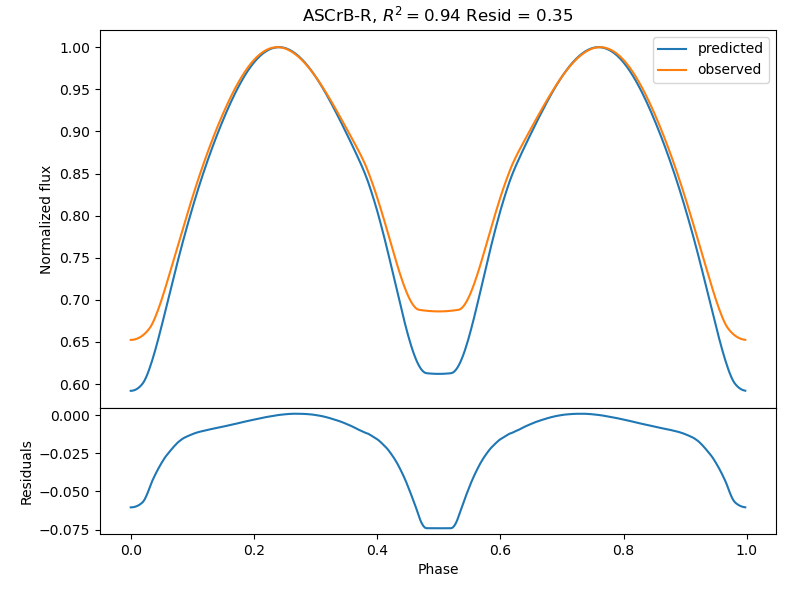 ASCrB-R, R² = 0.94 Resid = 0.35
predicted
observed
Normalized flux
1.00
0.95
0.90
0.85
0.80
0.75
0.70
0.65
0.60
Residuals
0.000
−0.025
−0.050
−0.075
0.0 0.2 0.4 0.6 0.8 1.0
Phase